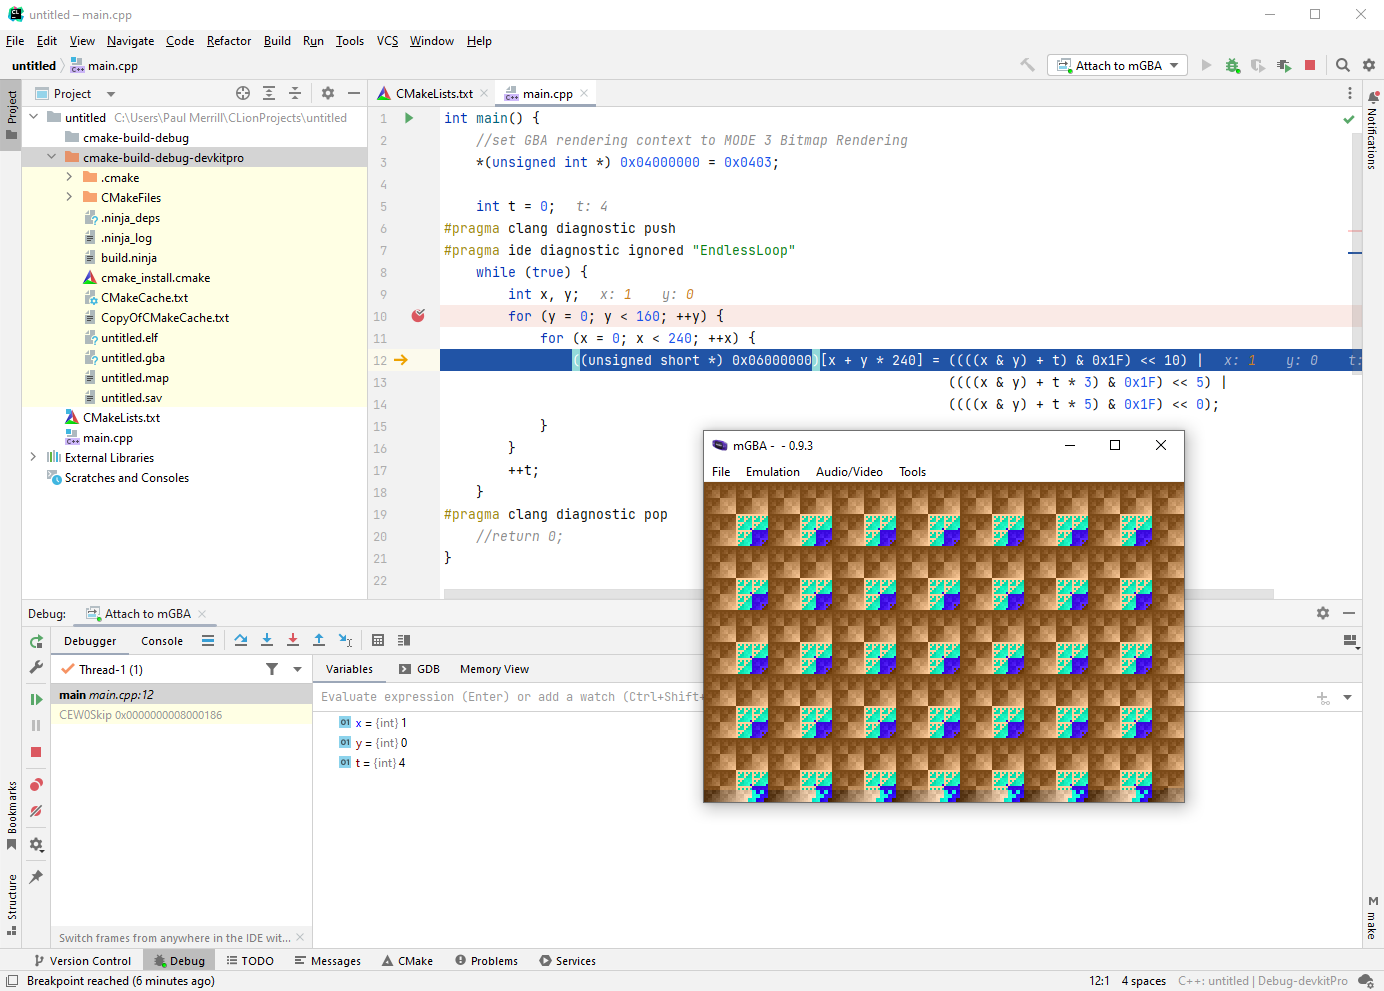 untitled – main.cpp
File Edit View Navigate Code Refactor Build Run Tools VCS Window Help
untitled main.cpp
Attach to mGBA
Project
CMakeLists.txt main.cpp
untitled C:\Users\Paul Merrill\CLionProjects\untitled
cmake-build-debug
cmake-build-debug-devkitpro
.cmake
CMakeFiles
.ninja_deps
.ninja_log
build.ninja
cmake_install.cmake
CMakeCache.txt
CopyOfCMakeCache.txt
untitled.elf
untitled.gba
untitled.map
untitled.sav
CMakeLists.txt
main.cpp
External Libraries
Scratches and Consoles
Project
Bookmarks
Structure
Notifications
make
1 int main() {
2 //set GBA rendering context to MODE 3 Bitmap Rendering
3 *(unsigned int *) 0x04000000 = 0x0403;
4
5 int t = 0; t: 4
6 #pragma clang diagnostic push
7 #pragma ide diagnostic ignored "EndlessLoop"
8 while (true) {
9 int x, y; x: 1 y: 0
10 for (y = 0; y < 160; ++y) {
11 for (x = 0; x < 240; ++x) {
12 ((unsigned short *) 0x06000000)[x + y * 240] = ((((x & y) + t) & 0x1F) << 10) | x: 1 y: 0 t:
13 ((((x & y) + t * 3) & 0x1F) << 5) |
14 ((((x & y) + t * 5) & 0x1F) << 0);
15 }
16 }
17 ++t;
18 }
19 #pragma clang diagnostic pop
20 //return 0;
21 }
22
mGBA - - 0.9.3
File Emulation Audio/Video Tools
Debug: Attach to mGBA
Debugger Console
Thread-1 (1)
main main.cpp:12
CEW0Skip 0x0000000008000186
Variables GDB Memory View
Evaluate expression (Enter) or add a watch (Ctrl+Shift+
x = {int} 1
y = {int} 0
t = {int} 4
Switch frames from anywhere in the IDE wit...
Version Control Debug TODO Messages CMake Problems Services
Breakpoint reached (6 minutes ago)
12:1 4 spaces C++: untitled | Debug-devkitPro